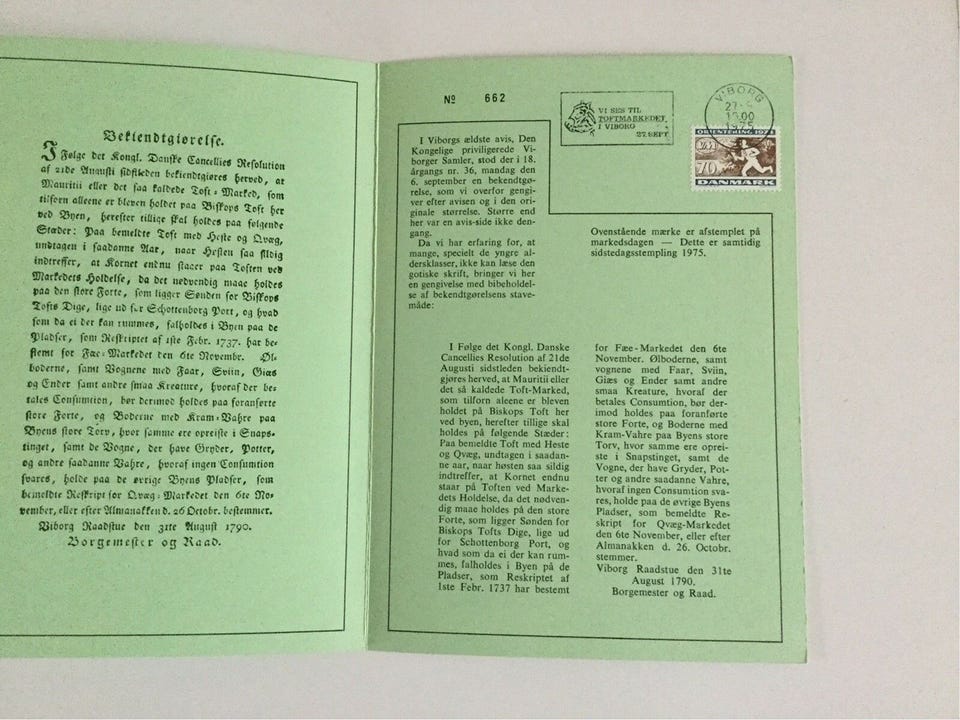 Bekiendtgiørelse.
I Følge det Kongl. Danske Cancellies Resolution
af 21de Augusti sidstleden bekiendtgiøres herved, at
Mauritii eller det saa kaldede Toft-Marked, som
tilforn alleene er bleven holdet paa Biskops Toft her
ved Byen, herefter tillige skal holdes paa følgende
Stæder: Paa bemeldte Toft med Heste og Qvæg,
undtagen i saadanne Aar, naar Høsten saa sildig
indtreffer, at Kornet endnu staaer paa Toften ved
Markedets Holdelse, da det nødvendig maae holdes
paa den store Forte, som ligger Sønden for Biskops
Tofts Dige, lige ud for Schottenborg Port, og hvad
som da ei der kan rummes, falholdes i Byen paa de
Pladser, som Reskriptet af 1ste Febr. 1737. har be-
stemt for Fæe-Markedet den 6te Novembr. Øl-
boderne, samt Vognene med Faar, Sviin, Giæs
og Ender samt andre smaa Kreature, hvoraf der be-
tales Consumtion, bør derimod holdes paa foranførte
store Forte, og Boderne med Kram-Vahre paa
Byens store Torv, hvor samme ere opreiste i Snaps-
tinget, samt de Vogne, der have Gryder, Potter,
og andre saadanne Vahre, hvoraf ingen Consumtion
svares, holde paa de øvrige Byens Pladser, som
bemeldte Reskript for Qvæg-Markedet den 6te No-
vember, eller efter Almanakken d. 26 Octobr. bestemmer.
Viborg Raadstue den 31te August 1790.
Borgemester og Raad.
Nº 662
VI SES TIL
TOFTMARKEDET
I VIBORG
27. SEPT.
VIBORG
27.9
1975
ORIENTERING 1974
70
DANMARK
I Viborgs ældste avis, Den
Kongelige priviligerede Vi-
borger Samler, stod der i 18.
årgangs nr. 36, mandag den
6. september en bekendtgø-
relse, som vi overfor gengi-
ver efter avisen og i den ori-
ginale størrelse. Større end
her var en avis-side ikke den-
gang.
Da vi har erfaring for, at
mange, specielt de yngre al-
dersklasser, ikke kan læse den
gotiske skrift, bringer vi her
en gengivelse med bibeholdel-
se af bekendtgørelsens stave-
måde:
Ovenstående mærke er afstemplet på
markedsdagen — Dette er samtidig
sidstedagsstempling 1975.
I Følge det Kongl. Danske
Cancellies Resolution af 21de
Augusti sidstleden bekiendt-
gjøres herved, at Mauritii eller
det så kaldede Toft-Marked,
som tilforn aleene er bleven
holdet på Biskops Toft her
ved byen, herefter tillige skal
holdes på følgende Stæder:
Paa bemeldte Toft med Heste
og Qvæg, undtagen i saadan-
ne aar, naar høsten saa sildig
indtreffer, at Kornet endnu
staar på Toften ved Marke-
dets Holdelse, da det nødven-
dig maae holdes på den store
Forte, som ligger Sønden for
Biskops Tofts Dige, lige ud
for Schottenborg Port, og
hvad som da ei der kan rum-
mes, falholdes i Byen på de
Pladser, som Reskriptet af
1ste Febr. 1737 har bestemt
for Fæe-Markedet den 6te
November. Ølboderne, samt
vognene med Faar, Sviin,
Giæs og Ender samt andre
smaa Kreature, hvoraf der
betales Consumtion, bør der-
imod holdes paa foranførte
store Forte, og Boderne med
Kram-Vahre paa Byens store
Torv, hvor samme ere oprei-
ste i Snapstinget, samt de
Vogne, der have Gryder, Pot-
ter og andre saadanne Vahre,
hvoraf ingen Consumtion sva-
res, holde paa de øvrige Byens
Pladser, som bemeldte Re-
skript for Qvæg-Markedet
den 6te November, eller efter
Almanakken d. 26. Octobr.
stemmer.
Viborg Raadstue den 31te
August 1790.
Borgemester og Raad.